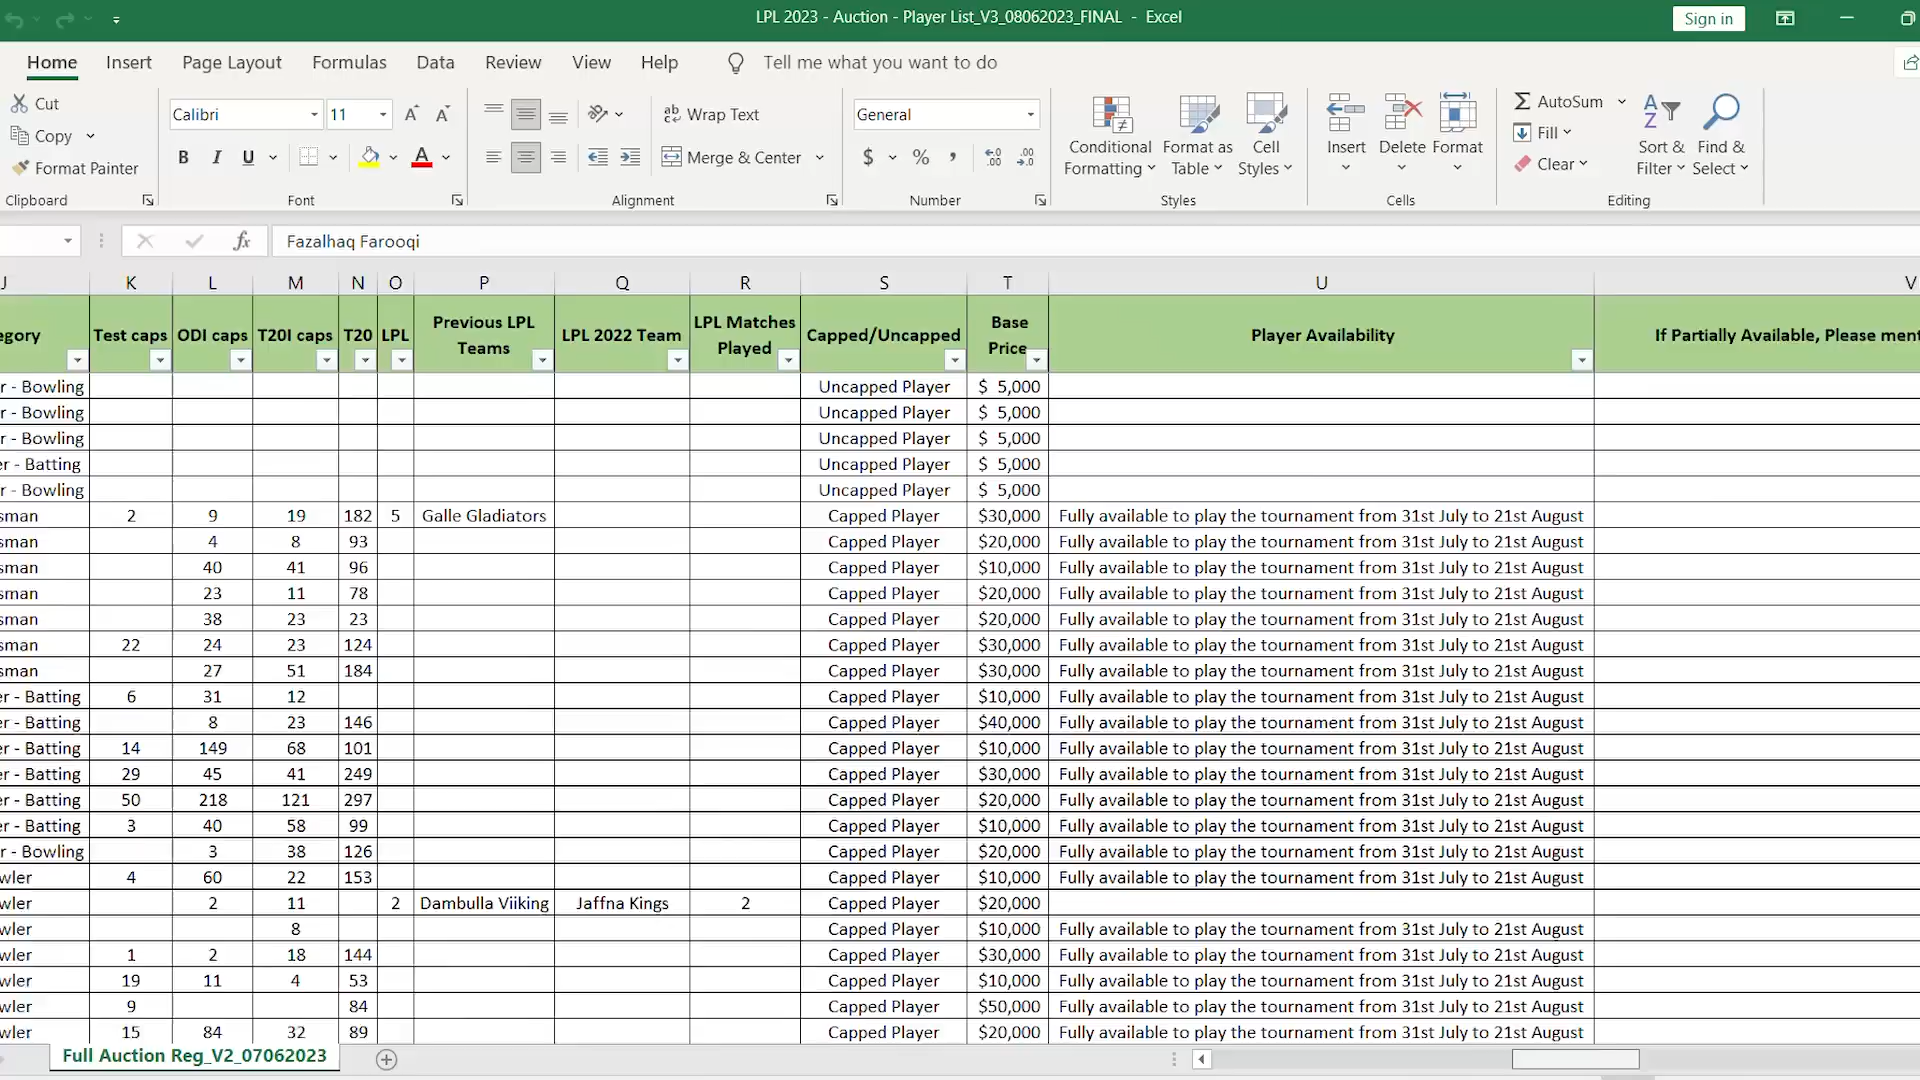 LPL 2023 - Auction - Player List_V3_08062023_FINAL - Excel
Sign in
Home Insert Page Layout Formulas Data Review View Help Tell me what you want to do
Cut
Copy
Format Painter
Clipboard
Calibri 11
B I U
Font
Wrap Text
Merge & Center
Alignment
General
$ % ,
Number
Conditional Formatting
Format as Table
Cell Styles
Styles
Insert Delete Format
Cells
AutoSum
Fill
Clear
Sort & Filter
Find & Select
Editing
fx Fazalhaq Farooqi
J K L M N O P Q R S T U V
egory Test caps ODI caps T20I caps T20 LPL Previous LPL Teams LPL 2022 Team LPL Matches Played Capped/Uncapped Base Price Player Availability If Partially Available, Please ment
r - Bowling Uncapped Player $ 5,000
r - Bowling Uncapped Player $ 5,000
r - Bowling Uncapped Player $ 5,000
er - Batting Uncapped Player $ 5,000
r - Bowling Uncapped Player $ 5,000
sman 2 9 19 182 5 Galle Gladiators Capped Player $30,000 Fully available to play the tournament from 31st July to 21st August
sman 4 8 93 Capped Player $20,000 Fully available to play the tournament from 31st July to 21st August
sman 40 41 96 Capped Player $10,000 Fully available to play the tournament from 31st July to 21st August
sman 23 11 78 Capped Player $20,000 Fully available to play the tournament from 31st July to 21st August
sman 38 23 23 Capped Player $20,000 Fully available to play the tournament from 31st July to 21st August
sman 22 24 23 124 Capped Player $30,000 Fully available to play the tournament from 31st July to 21st August
sman 27 51 184 Capped Player $30,000 Fully available to play the tournament from 31st July to 21st August
er - Batting 6 31 12 Capped Player $10,000 Fully available to play the tournament from 31st July to 21st August
er - Batting 8 23 146 Capped Player $40,000 Fully available to play the tournament from 31st July to 21st August
er - Batting 14 149 68 101 Capped Player $10,000 Fully available to play the tournament from 31st July to 21st August
er - Batting 29 45 41 249 Capped Player $30,000 Fully available to play the tournament from 31st July to 21st August
er - Batting 50 218 121 297 Capped Player $20,000 Fully available to play the tournament from 31st July to 21st August
er - Batting 3 40 58 99 Capped Player $10,000 Fully available to play the tournament from 31st July to 21st August
r - Bowling 3 38 126 Capped Player $20,000 Fully available to play the tournament from 31st July to 21st August
wler 4 60 22 153 Capped Player $10,000 Fully available to play the tournament from 31st July to 21st August
wler 2 11 2 Dambulla Viiking Jaffna Kings 2 Capped Player $20,000
wler 8 Capped Player $10,000 Fully available to play the tournament from 31st July to 21st August
wler 1 2 18 144 Capped Player $30,000 Fully available to play the tournament from 31st July to 21st August
wler 19 11 4 53 Capped Player $10,000 Fully available to play the tournament from 31st July to 21st August
wler 9 84 Capped Player $50,000 Fully available to play the tournament from 31st July to 21st August
wler 15 84 32 89 Capped Player $20,000 Fully available to play the tournament from 31st July to 21st August
Full Auction Reg_V2_07062023